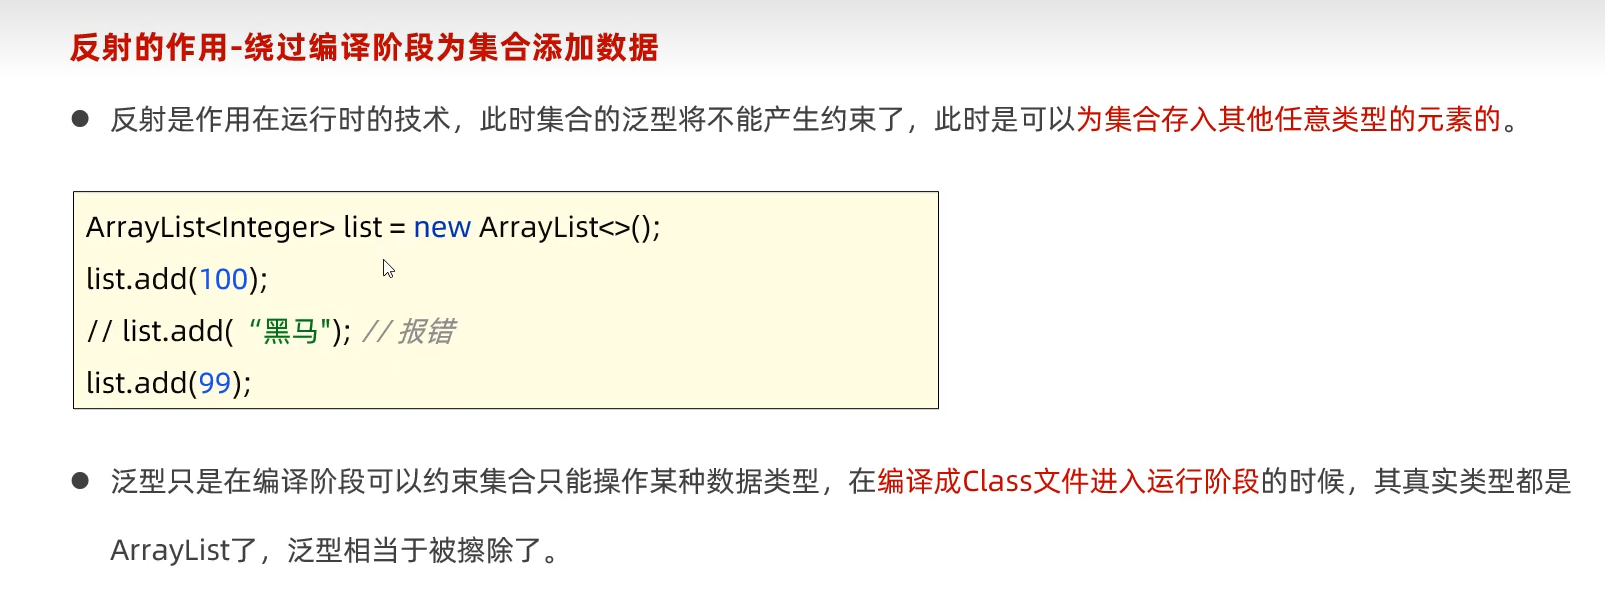 反射的作用-绕过编译阶段为集合添加数据
反射是作用在运行时的技术，此时集合的泛型将不能产生约束了，此时是可以为集合存入其他任意类型的元素的。
ArrayList<Integer> list = new ArrayList<>();
list.add(100);
// list.add( “黑马"); // 报错
list.add(99);
泛型只是在编译阶段可以约束集合只能操作某种数据类型，在编译成Class文件进入运行阶段的时候，其真实类型都是
ArrayList了，泛型相当于被擦除了。